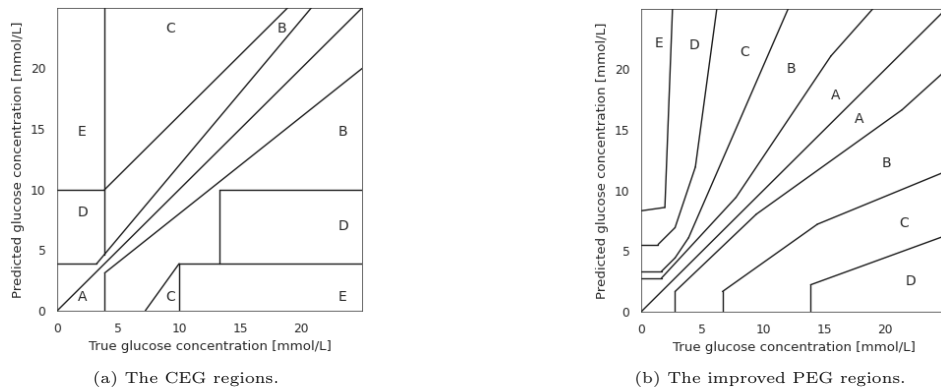 Predicted glucose concentration [mmol/L]
20
15
10
5
0
C
B
B
E
D
D
A
C
E
0
5
10
15
20
True glucose concentration [mmol/L]
(a) The CEG regions.
Predicted glucose concentration [mmol/L]
20
15
10
5
0
E
D
C
B
A
A
B
C
D
0
5
10
15
20
True glucose concentration [mmol/L]
(b) The improved PEG regions.